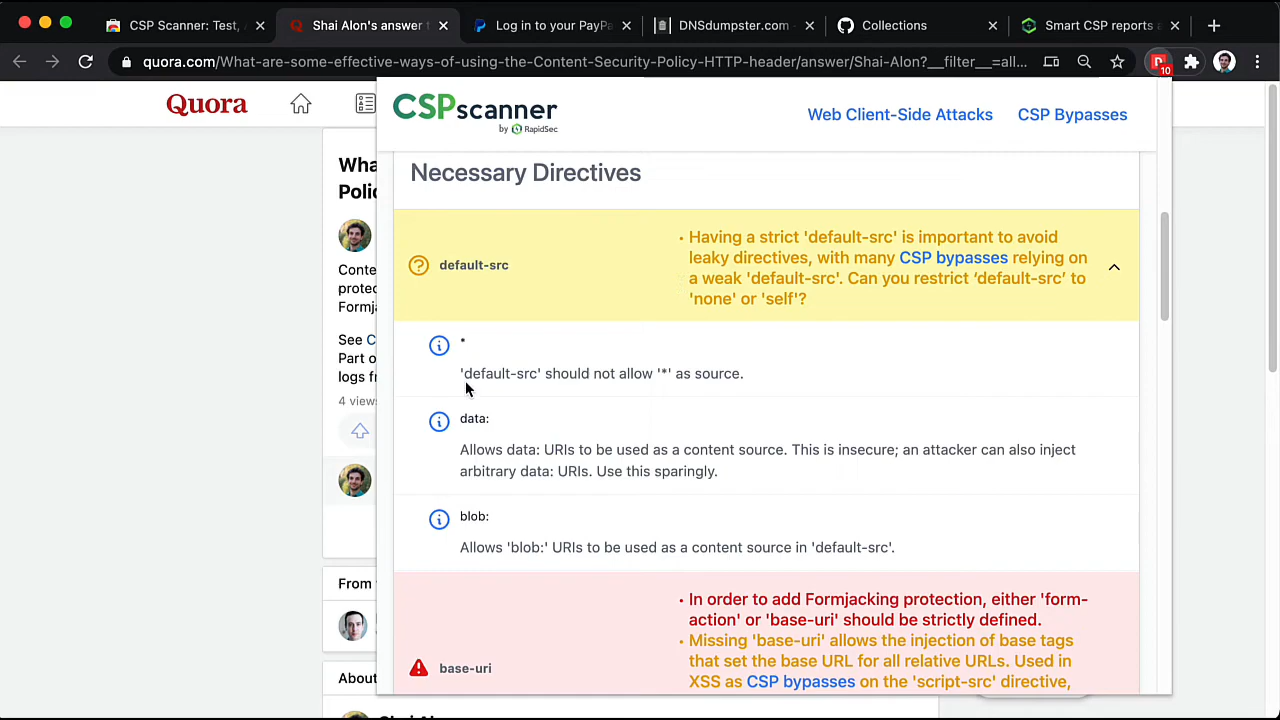 CSP Scanner: Test,
Shai Alon's answer
Log in to your PayPa
DNSdumpster.com
Collections
Smart CSP reports
quora.com/What-are-some-effective-ways-of-using-the-Content-Security-Policy-HTTP-header/answer/Shai-Alon?__filter__=all...
10
Quora
CSPscanner
by RapidSec
Web Client-Side Attacks
CSP Bypasses
Necessary Directives
default-src
• Having a strict 'default-src' is important to avoid
leaky directives, with many CSP bypasses relying on
a weak 'default-src'. Can you restrict ‘default-src’ to
'none' or 'self'?
*
'default-src' should not allow '*' as source.
data:
Allows data: URIs to be used as a content source. This is insecure; an attacker can also inject
arbitrary data: URIs. Use this sparingly.
blob:
Allows 'blob:' URIs to be used as a content source in 'default-src'.
base-uri
• In order to add Formjacking protection, either 'form-
action' or 'base-uri' should be strictly defined.
• Missing 'base-uri' allows the injection of base tags
that set the base URL for all relative URLs. Used in
XSS as CSP bypasses on the 'script-src' directive,
Wha
Polic
Conte
prote
Formja
See C
Part o
logs f
4 views
From
About